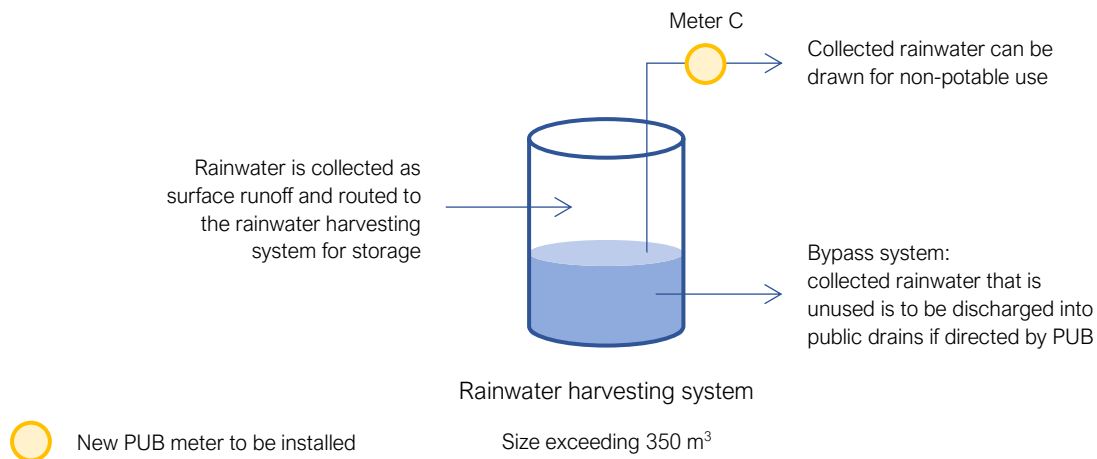 Meter C
Collected rainwater can be
drawn for non-potable use
Rainwater is collected as
surface runoff and routed to
the rainwater harvesting
system for storage
Bypass system:
collected rainwater that is
unused is to be discharged into
public drains if directed by PUB
Rainwater harvesting system
New PUB meter to be installed
Size exceeding 350 m³